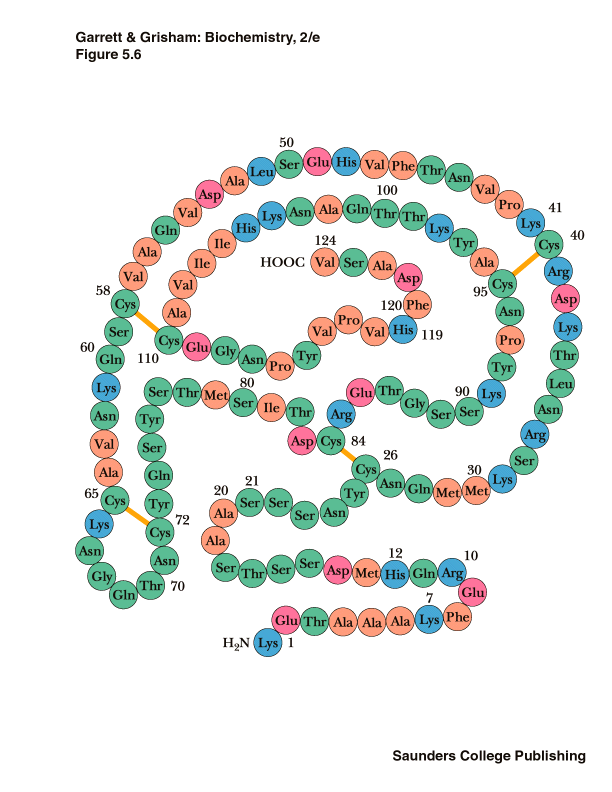 Garrett & Grisham: Biochemistry, 2/e
Figure 5.6
50
Asp Ala Leu Ser Glu His Val Phe Thr Asn Val Pro Lys 41
Val Gln Ala Val
100
Ile Ile His Lys Asn Ala Gln Thr Thr Lys Tyr Ala
Cys 40
Arg Asp Lys Thr Leu Asn Arg Ser Lys
124
HOOC Val Ser Ala Asp Phe
95 Cys Asn Pro Tyr Lys
58 Cys Ser
Val Ala
120
His 119
Val Pro Val Tyr Pro Asn Gly Glu Cys 110
60 Gln Lys Asn Val Ala
80
Ser Thr Met Ser Ile Thr Asp Cys 84
Arg Glu Thr Gly Ser Ser 90
Tyr Ser Gln Tyr
26
Cys Asn Gln Met Met 30
65 Cys Lys Asn Gly Gln Thr 70 Asn Cys 72
20 21
Ala Ser Ser Ser Asn Tyr
Ala
12 10
Ser Thr Ser Ser Asp Met His Gln Arg Glu
7
Glu Thr Ala Ala Ala Lys Phe
H₂N Lys 1
Saunders College Publishing